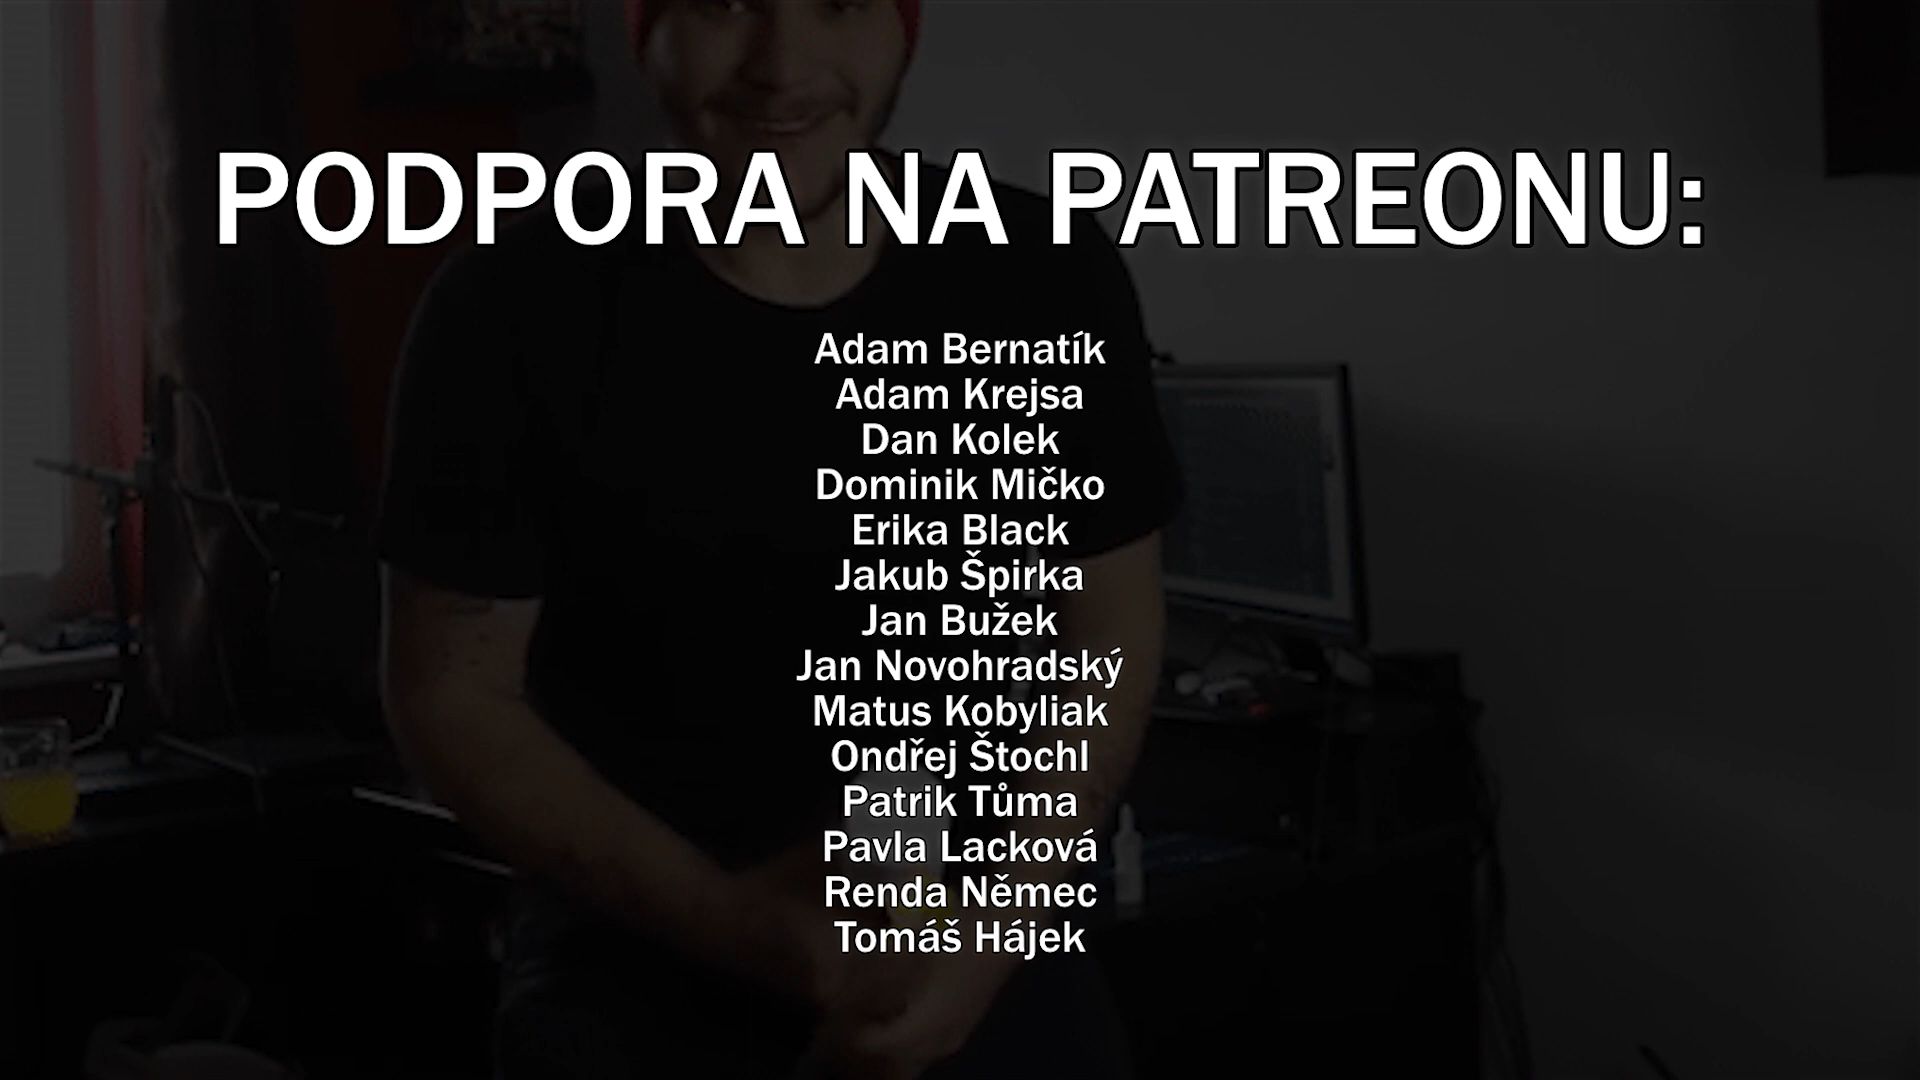 PODPORA NA PATREONU:
Adam Bernatík
Adam Krejsa
Dan Kolek
Dominik Mičko
Erika Black
Jakub Špirka
Jan Bužek
Jan Novohradský
Matus Kobyliak
Ondřej Štochl
Patrik Tůma
Pavla Lacková
Renda Němec
Tomáš Hájek